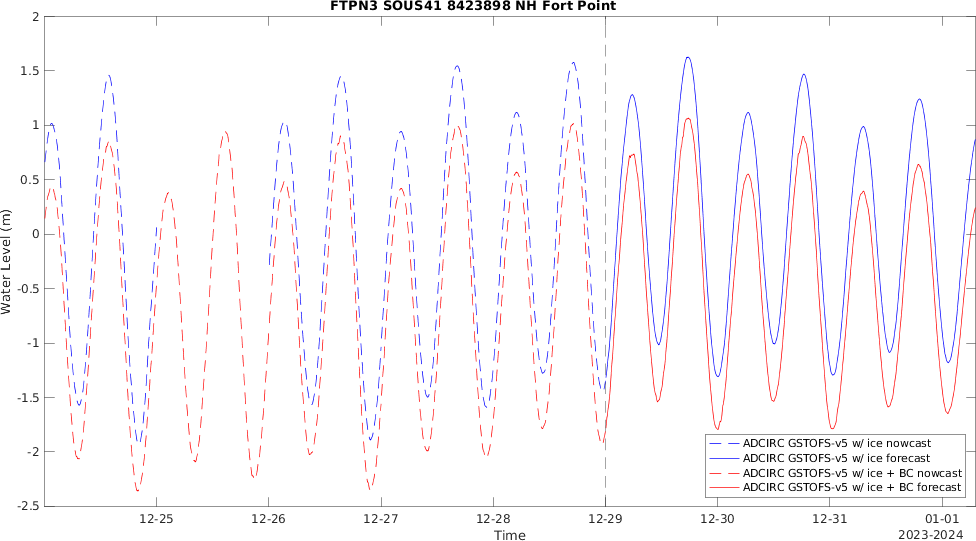 FTPN3 SOUS41 8423898 NH Fort Point
2
1.5
1
0.5
0
-0.5
-1
-1.5
-2
-2.5
Water Level (m)
ADCIRC GSTOFS-v5 w/ ice nowcast
ADCIRC GSTOFS-v5 w/ ice forecast
ADCIRC GSTOFS-v5 w/ ice + BC nowcast
ADCIRC GSTOFS-v5 w/ ice + BC forecast
12-25 12-26 12-27 12-28 12-29 12-30 12-31 01-01
Time
2023-2024